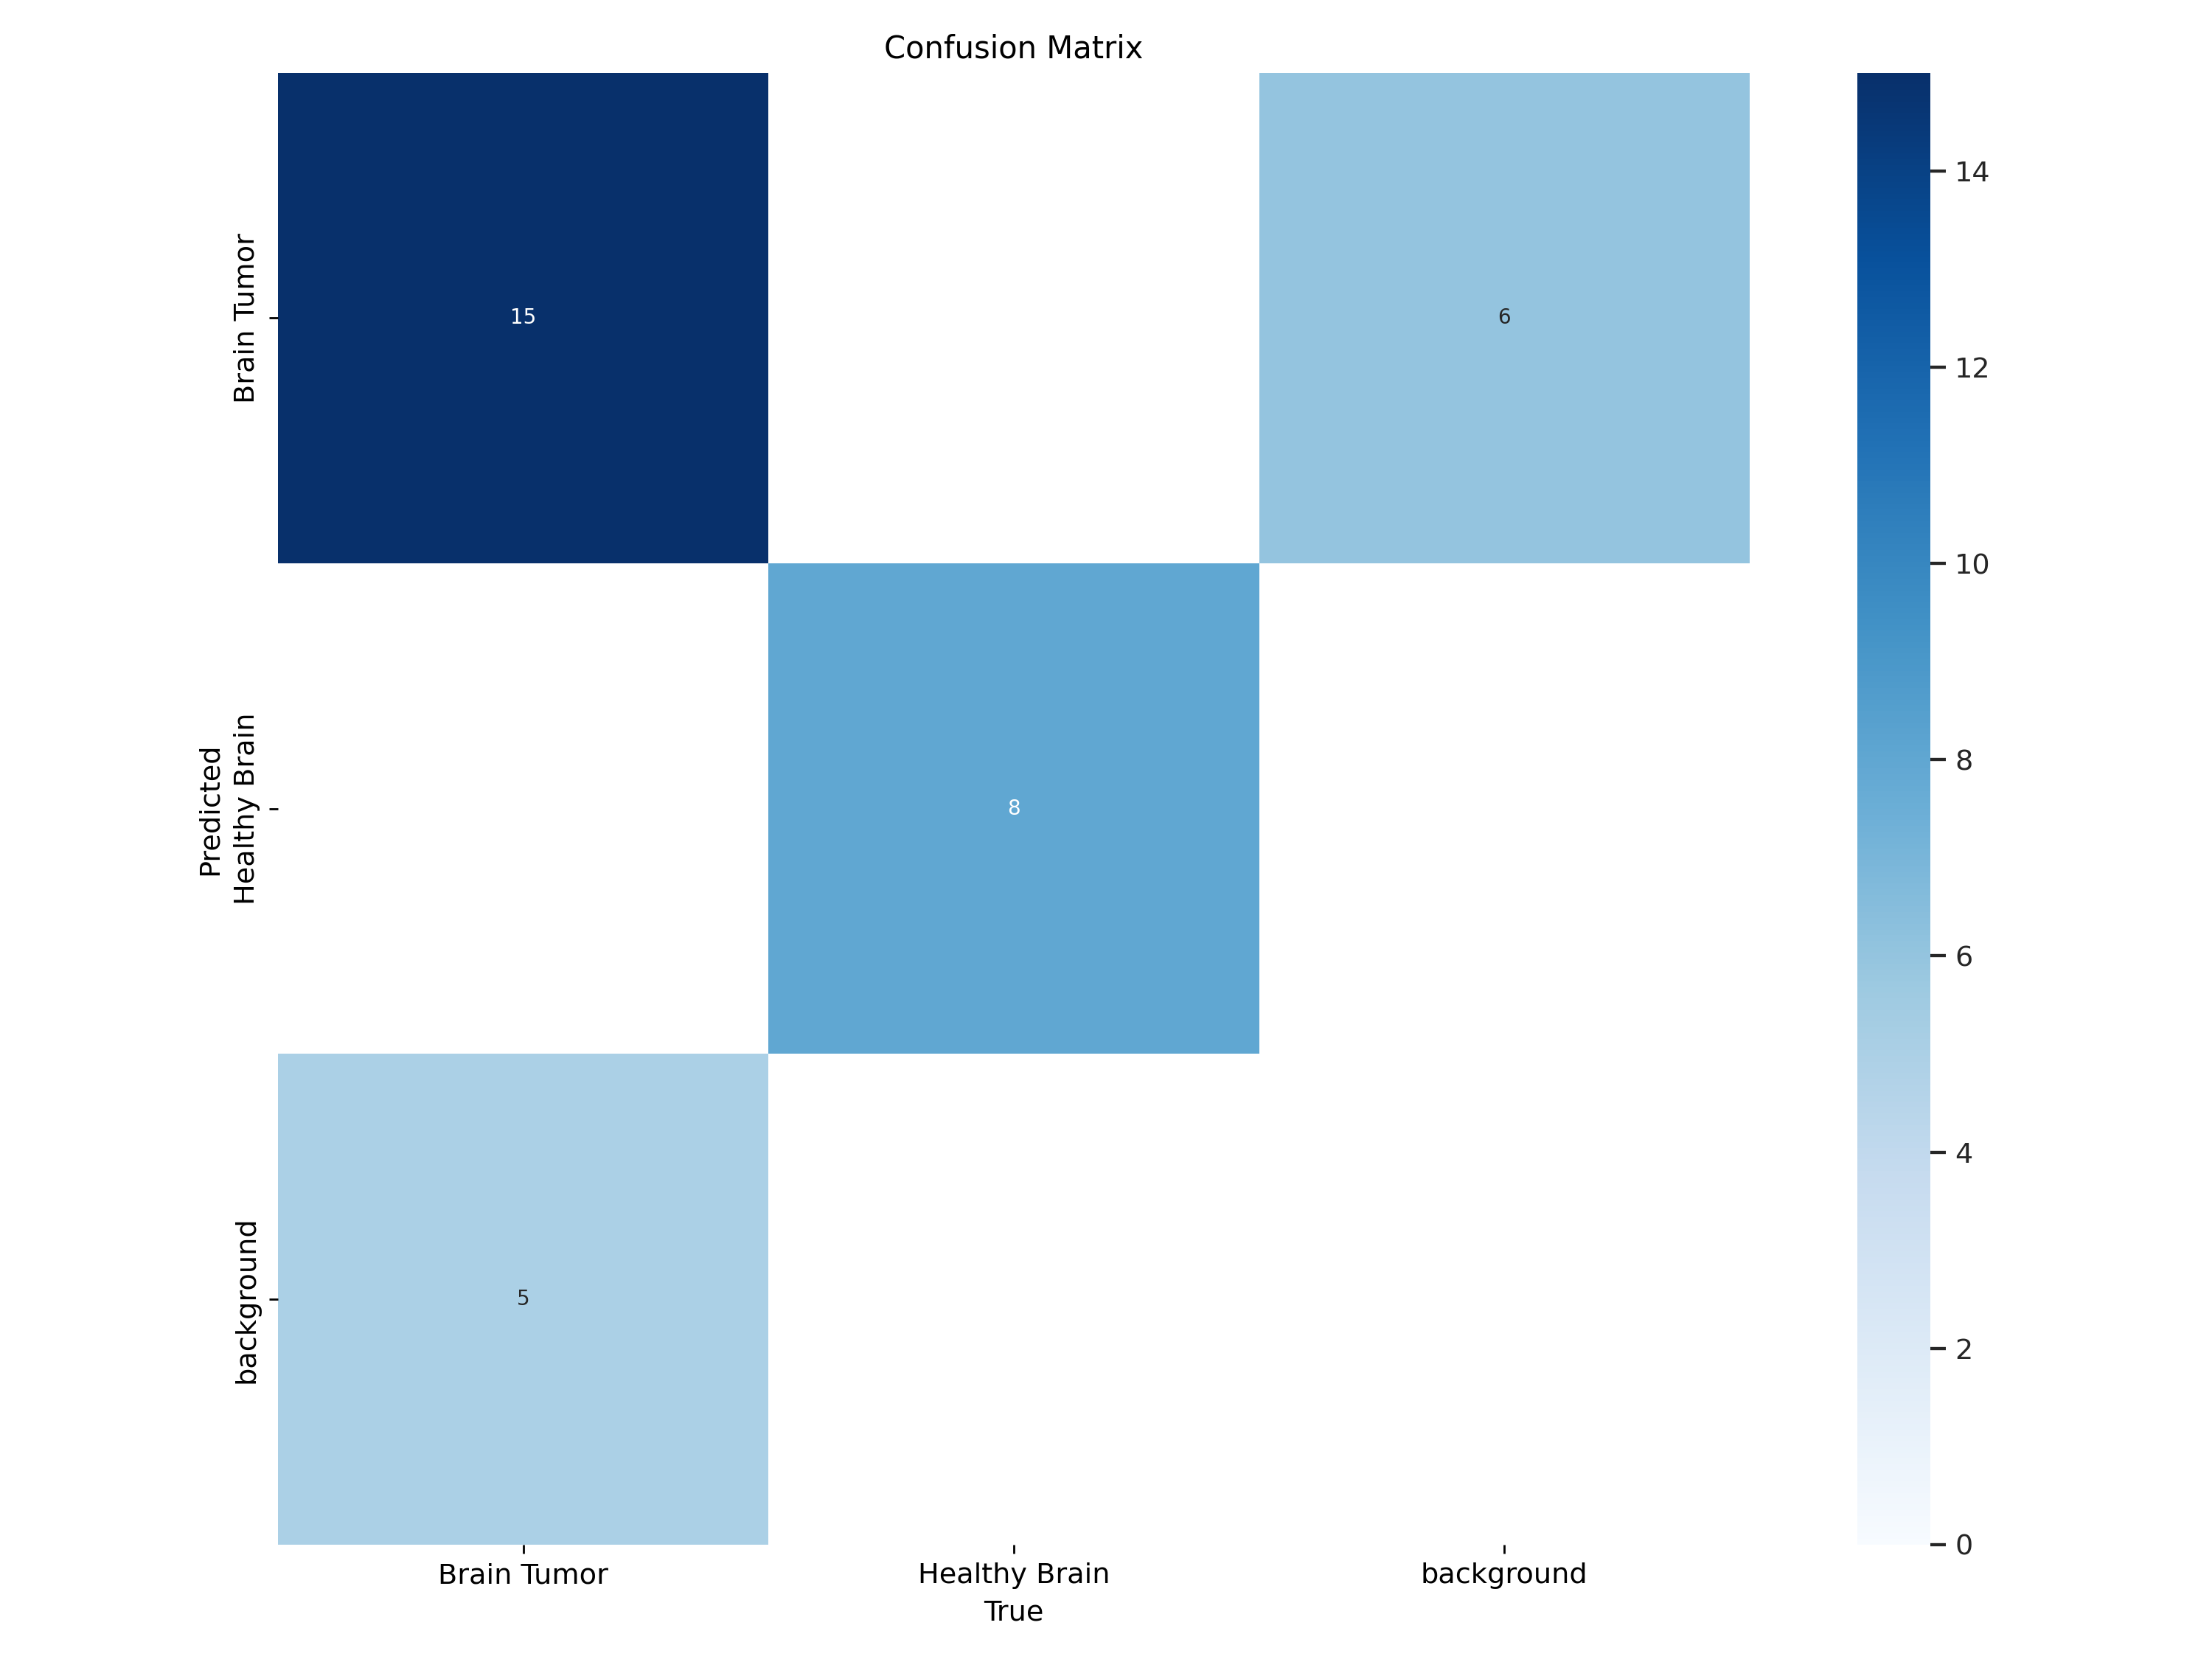 Confusion Matrix
Brain Tumor
15
6
14
12
10
8
6
4
2
0
Predicted
Healthy Brain
8
background
5
Brain Tumor
Healthy Brain
background
True